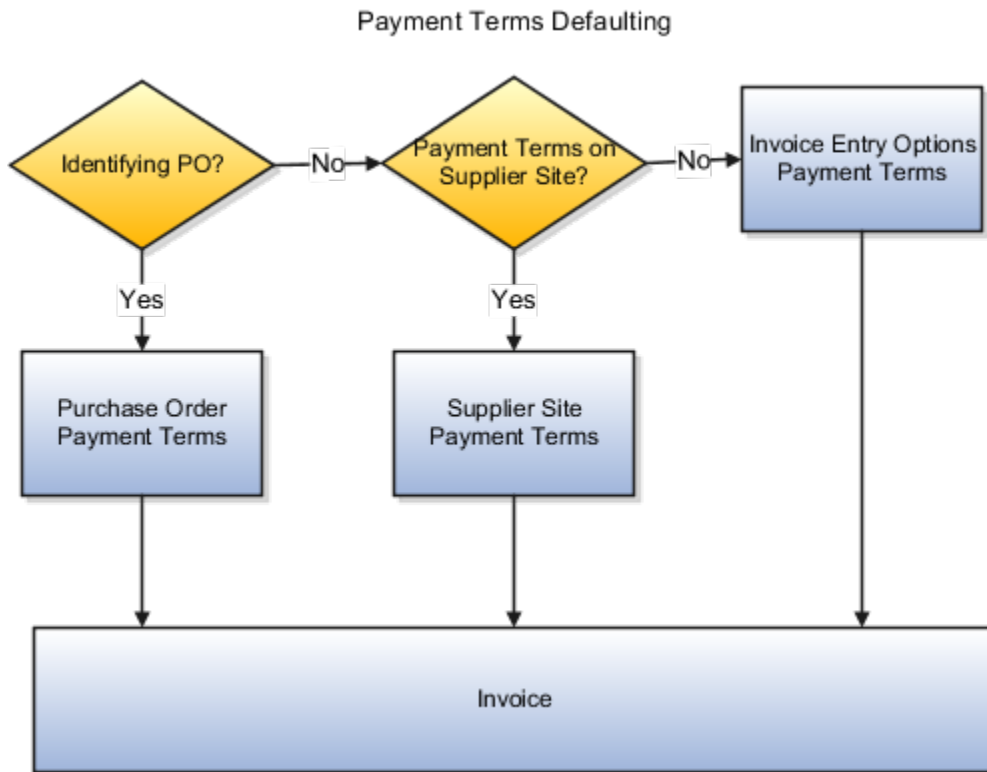 Payment Terms Defaulting
Identifying PO?
No
Payment Terms on
Supplier Site?
No
Invoice Entry Options
Payment Terms
Yes
Yes
Purchase Order
Payment Terms
Supplier Site
Payment Terms
Invoice